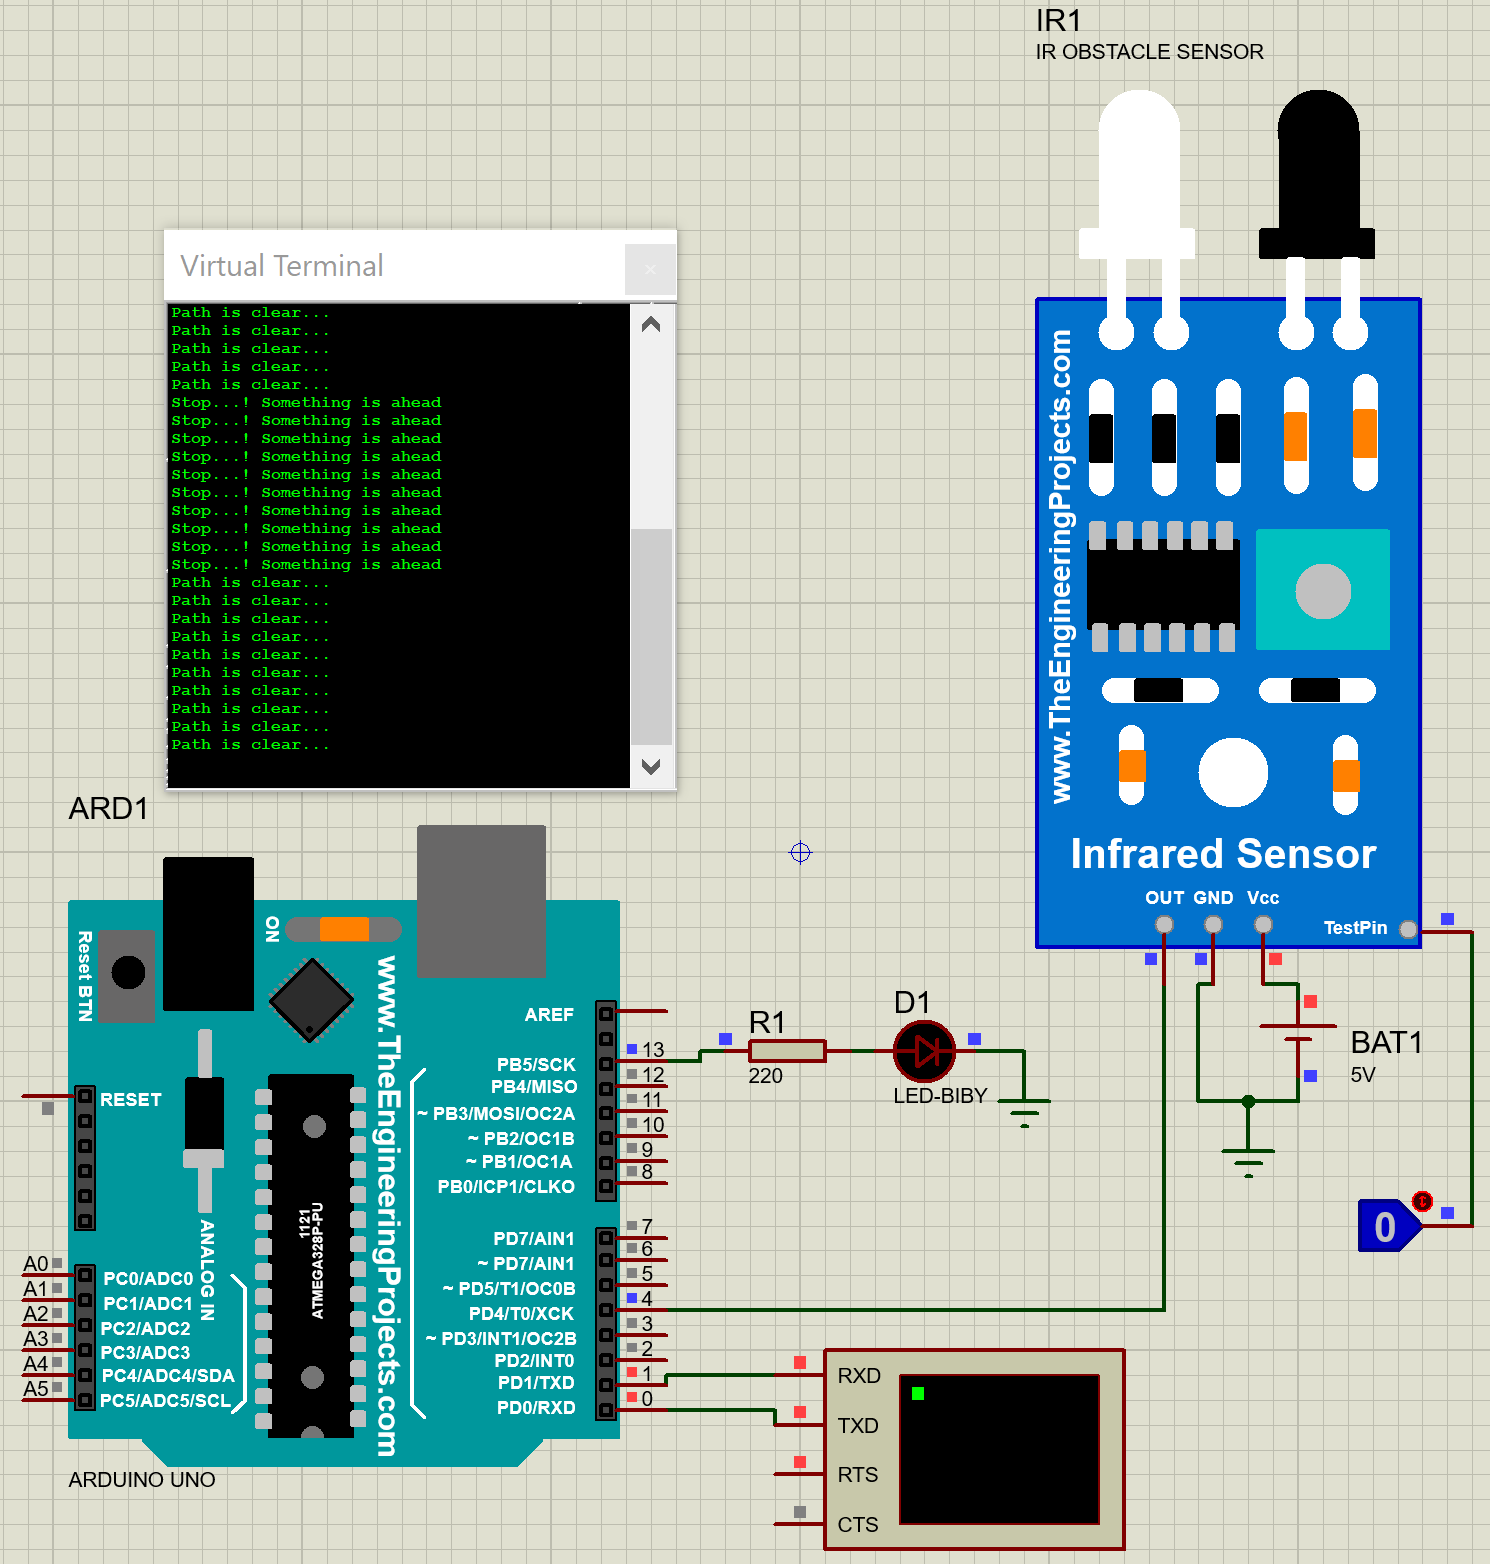 IR1
IR OBSTACLE SENSOR
Virtual Terminal
Path is clear...
Path is clear...
Path is clear...
Path is clear...
Path is clear...
Stop...! Something is ahead
Stop...! Something is ahead
Stop...! Something is ahead
Stop...! Something is ahead
Stop...! Something is ahead
Stop...! Something is ahead
Stop...! Something is ahead
Stop...! Something is ahead
Stop...! Something is ahead
Stop...! Something is ahead
Path is clear...
Path is clear...
Path is clear...
Path is clear...
Path is clear...
Path is clear...
Path is clear...
Path is clear...
Path is clear...
Path is clear...
www.TheEngineeringProjects.com
Infrared Sensor
OUT GND Vcc
TestPin
BAT1
5V
0
ARD1
Reset BTN
ON
www.TheEngineeringProjects.com
RESET
ANALOG IN
1121
ATMEGA328P-PU
A0 PC0/ADC0
A1 PC1/ADC1
A2 PC2/ADC2
A3 PC3/ADC3
A4 PC4/ADC4/SDA
A5 PC5/ADC5/SCL
AREF
PB5/SCK 13
PB4/MISO 12
~ PB3/MOSI/OC2A 11
~ PB2/OC1B 10
~ PB1/OC1A 9
PB0/ICP1/CLKO 8
PD7/AIN1 7
~ PD7/AIN1 6
~ PD5/T1/OC0B 5
PD4/T0/XCK 4
~ PD3/INT1/OC2B 3
PD2/INT0 2
PD1/TXD 1
PD0/RXD 0
ARDUINO UNO
R1
220
D1
LED-BIBY
RXD
TXD
RTS
CTS